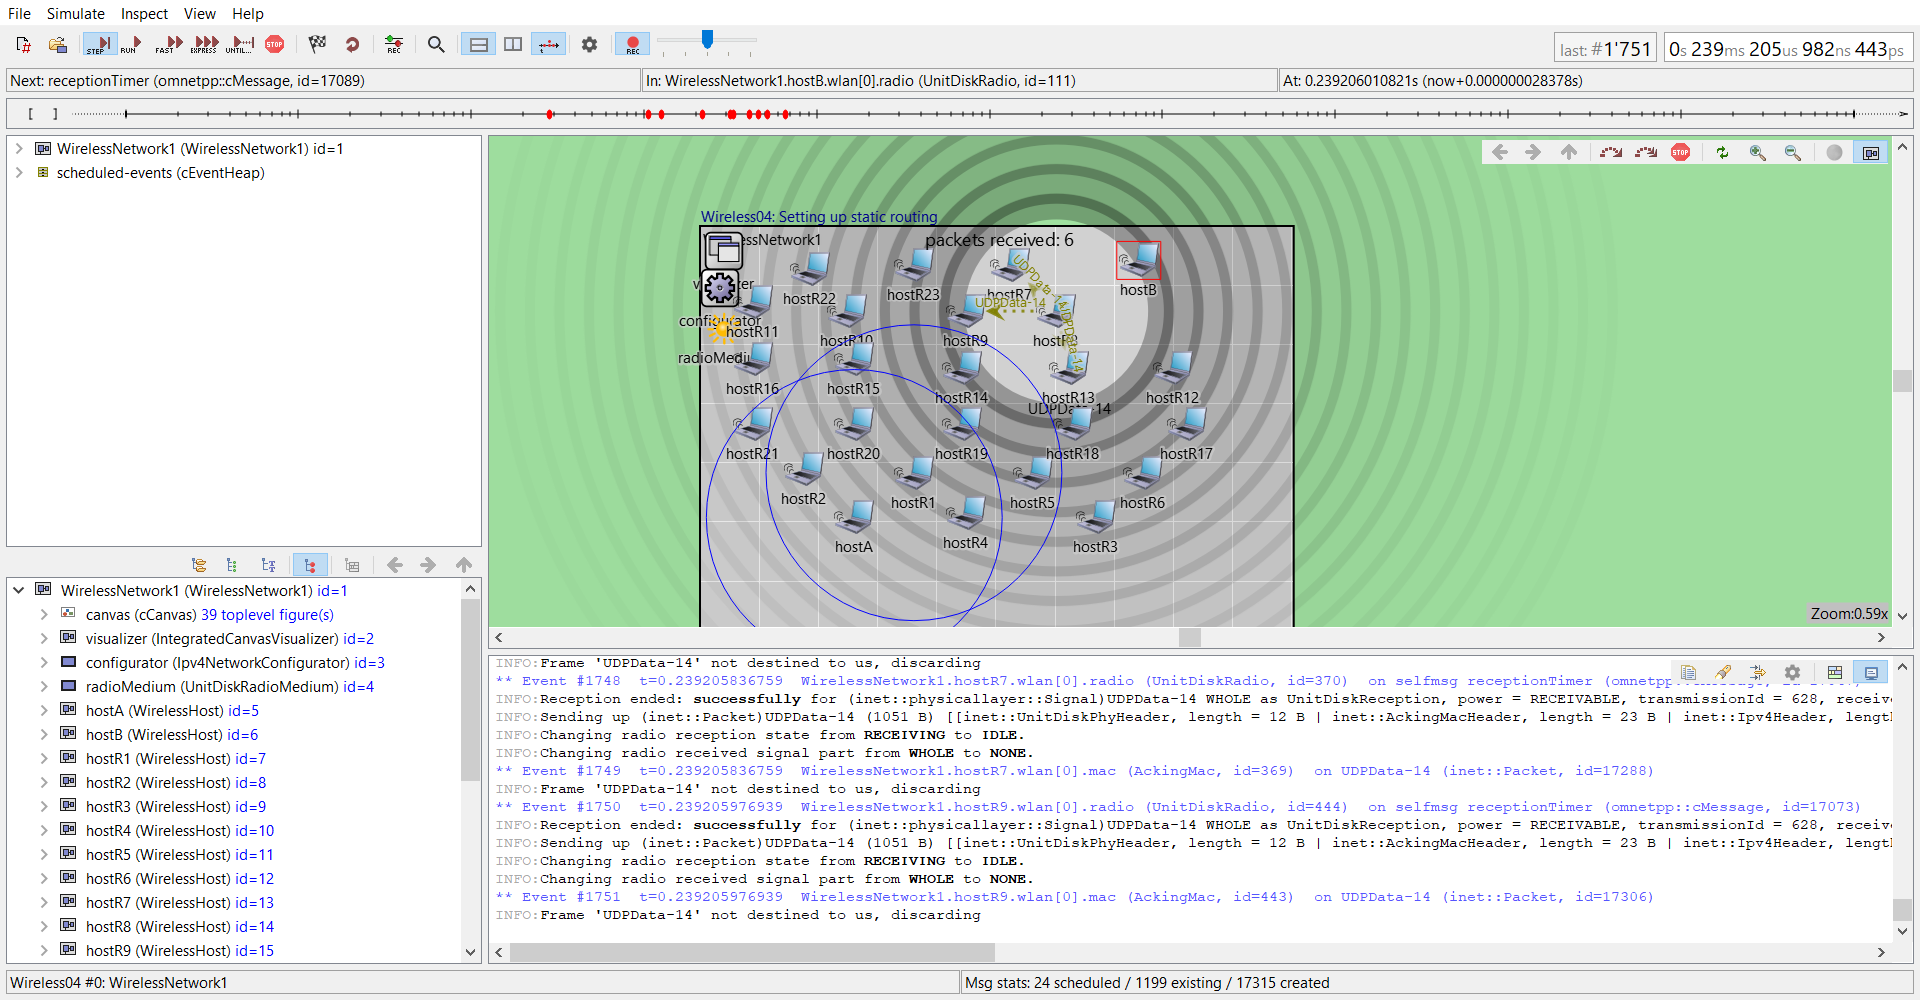 File Simulate Inspect View Help
STEP RUN FAST EXPRESS UNTIL... STOP REC REC
last: #1'751 0s 239ms 205us 982ns 443ps
Next: receptionTimer (omnetpp::cMessage, id=17089) In: WirelessNetwork1.hostB.wlan[0].radio (UnitDiskRadio, id=111) At: 0.239206010821s (now+0.000000028378s)
[ ]
WirelessNetwork1 (WirelessNetwork1) id=1
scheduled-events (cEventHeap)
WirelessNetwork1 (WirelessNetwork1) id=1
canvas (cCanvas) 39 toplevel figure(s)
visualizer (IntegratedCanvasVisualizer) id=2
configurator (Ipv4NetworkConfigurator) id=3
radioMedium (UnitDiskRadioMedium) id=4
hostA (WirelessHost) id=5
hostB (WirelessHost) id=6
hostR1 (WirelessHost) id=7
hostR2 (WirelessHost) id=8
hostR3 (WirelessHost) id=9
hostR4 (WirelessHost) id=10
hostR5 (WirelessHost) id=11
hostR6 (WirelessHost) id=12
hostR7 (WirelessHost) id=13
hostR8 (WirelessHost) id=14
hostR9 (WirelessHost) id=15
STOP
Wireless04: Setting up static routing
packets received: 6
hostB
hostR22
hostR23
hostR7
UDPData-14
UDPData-14
UDPData-14
configurator
hostR11
hostR10
hostR9
hostR16
hostR15
hostR14
hostR13
hostR12
UDPData-14
hostR21
hostR20
hostR19
hostR18
hostR17
hostR2
hostR1
hostR5
hostR6
hostA
hostR4
hostR3
Zoom:0.59x
INFO:Frame 'UDPData-14' not destined to us, discarding
** Event #1748 t=0.239205836759 WirelessNetwork1.hostR7.wlan[0].radio (UnitDiskRadio, id=370) on selfmsg receptionTimer
INFO:Reception ended: successfully for (inet::physicallayer::Signal)UDPData-14 WHOLE as UnitDiskReception, power = RECEIVABLE, transmissionId = 628, receiv
INFO:Sending up (inet::Packet)UDPData-14 (1051 B) [[inet::UnitDiskPhyHeader, length = 12 B | inet::AckingMacHeader, length = 23 B | inet::Ipv4Header, lengt
INFO:Changing radio reception state from RECEIVING to IDLE.
INFO:Changing radio received signal part from WHOLE to NONE.
** Event #1749 t=0.239205836759 WirelessNetwork1.hostR7.wlan[0].mac (AckingMac, id=369) on UDPData-14 (inet::Packet, id=17288)
INFO:Frame 'UDPData-14' not destined to us, discarding
** Event #1750 t=0.239205976939 WirelessNetwork1.hostR9.wlan[0].radio (UnitDiskRadio, id=444) on selfmsg receptionTimer (omnetpp::cMessage, id=17073)
INFO:Reception ended: successfully for (inet::physicallayer::Signal)UDPData-14 WHOLE as UnitDiskReception, power = RECEIVABLE, transmissionId = 628, receiv
INFO:Sending up (inet::Packet)UDPData-14 (1051 B) [[inet::UnitDiskPhyHeader, length = 12 B | inet::AckingMacHeader, length = 23 B | inet::Ipv4Header, lengt
INFO:Changing radio reception state from RECEIVING to IDLE.
INFO:Changing radio received signal part from WHOLE to NONE.
** Event #1751 t=0.239205976939 WirelessNetwork1.hostR9.wlan[0].mac (AckingMac, id=443) on UDPData-14 (inet::Packet, id=17306)
INFO:Frame 'UDPData-14' not destined to us, discarding
Wireless04 #0: WirelessNetwork1 Msg stats: 24 scheduled / 1199 existing / 17315 created